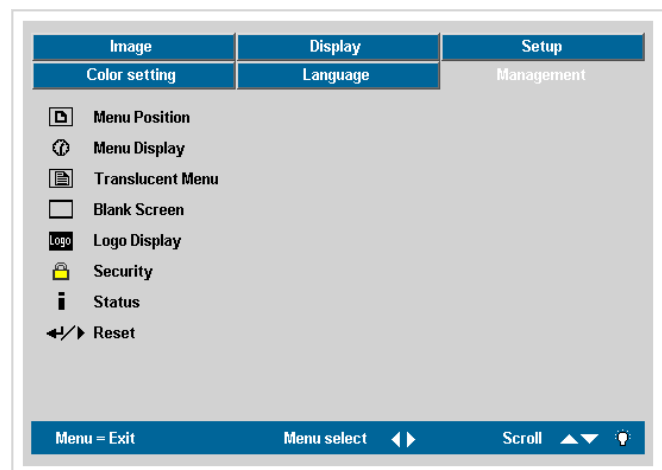 Image Display Setup
Color setting Language Management
Menu Position
Menu Display
Translucent Menu
Blank Screen
Logo Logo Display
Security
Status
Reset
Menu = Exit Menu select Scroll